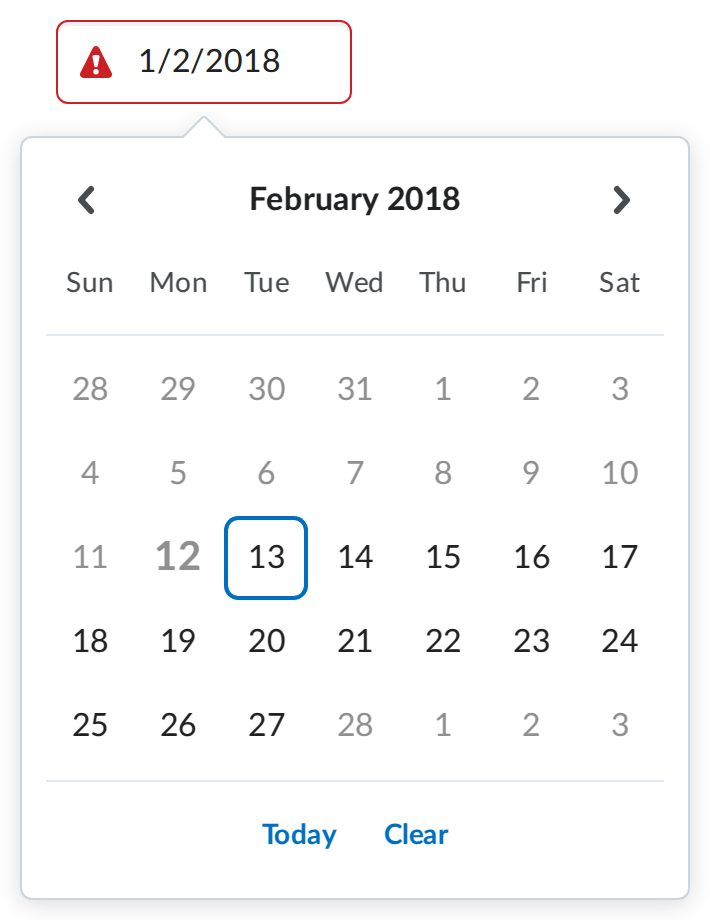 1/2/2018
February 2018
Sun Mon Tue Wed Thu Fri Sat
28 29 30 31 1 2 3
4 5 6 7 8 9 10
11 12 13 14 15 16 17
18 19 20 21 22 23 24
25 26 27 28 1 2 3
Today Clear